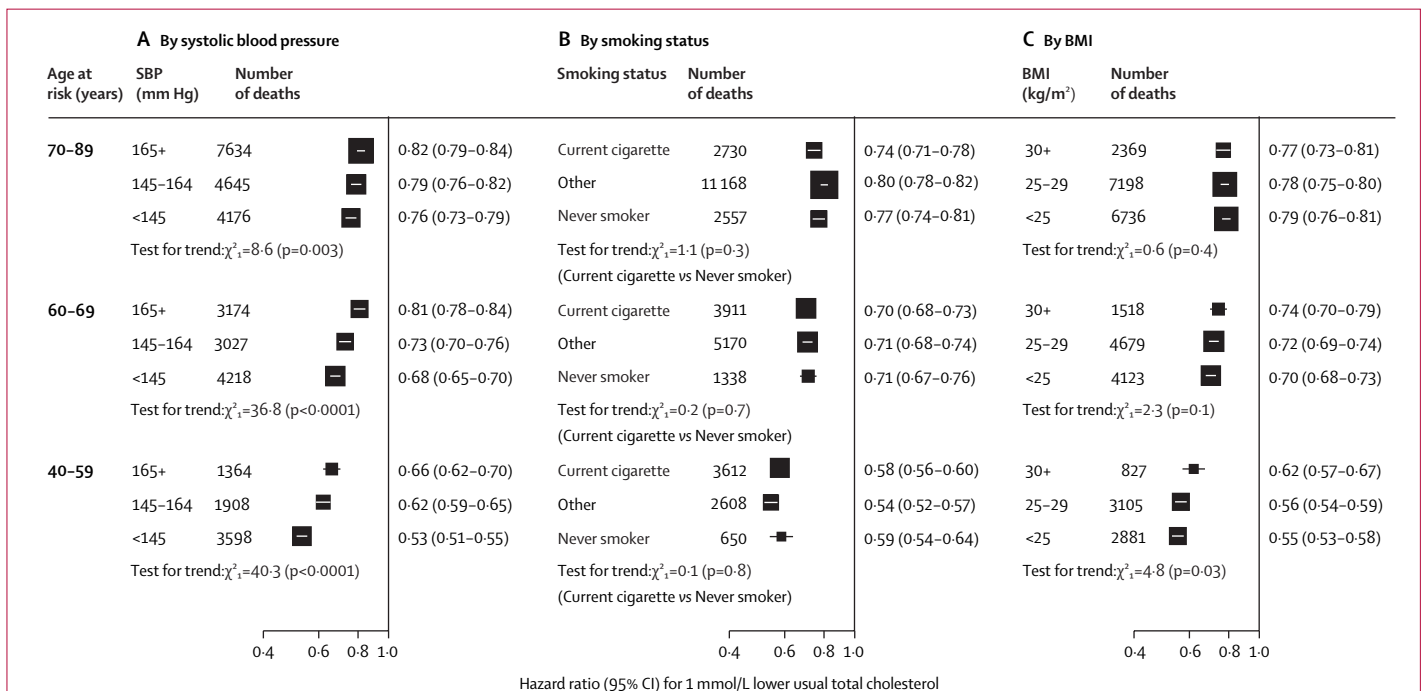 A By systolic blood pressure B By smoking status C By BMI
Age at SBP Number Smoking status Number BMI Number
risk (years) (mm Hg) of deaths of deaths (kg/m²) of deaths
70–89 165+ 7634 0·82 (0·79–0·84) Current cigarette 2730 0·74 (0·71–0·78) 30+ 2369 0·77 (0·73–0·81)
145–164 4645 0·79 (0·76–0·82) Other 11 168 0·80 (0·78–0·82) 25–29 7198 0·78 (0·75–0·80)
<145 4176 0·76 (0·73–0·79) Never smoker 2557 0·77 (0·74–0·81) <25 6736 0·79 (0·76–0·81)
Test for trend:χ²₁=8·6 (p=0·003) Test for trend:χ²₁=1·1 (p=0·3) Test for trend:χ²₁=0·6 (p=0·4)
(Current cigarette vs Never smoker)
60–69 165+ 3174 0·81 (0·78–0·84) Current cigarette 3911 0·70 (0·68–0·73) 30+ 1518 0·74 (0·70–0·79)
145–164 3027 0·73 (0·70–0·76) Other 5170 0·71 (0·68–0·74) 25–29 4679 0·72 (0·69–0·74)
<145 4218 0·68 (0·65–0·70) Never smoker 1338 0·71 (0·67–0·76) <25 4123 0·70 (0·68–0·73)
Test for trend:χ²₁=36·8 (p<0·0001) Test for trend:χ²₁=0·2 (p=0·7) Test for trend:χ²₁=2·3 (p=0·1)
(Current cigarette vs Never smoker)
40–59 165+ 1364 0·66 (0·62–0·70) Current cigarette 3612 0·58 (0·56–0·60) 30+ 827 0·62 (0·57–0·67)
145–164 1908 0·62 (0·59–0·65) Other 2608 0·54 (0·52–0·57) 25–29 3105 0·56 (0·54–0·59)
<145 3598 0·53 (0·51–0·55) Never smoker 650 0·59 (0·54–0·64) <25 2881 0·55 (0·53–0·58)
Test for trend:χ²₁=40·3 (p<0·0001) Test for trend:χ²₁=0·1 (p=0·8) Test for trend:χ²₁=4·8 (p=0·03)
(Current cigarette vs Never smoker)
0·4 0·6 0·8 1·0 0·4 0·6 0·8 1·0 0·4 0·6 0·8 1·0
Hazard ratio (95% CI) for 1 mmol/L lower usual total cholesterol